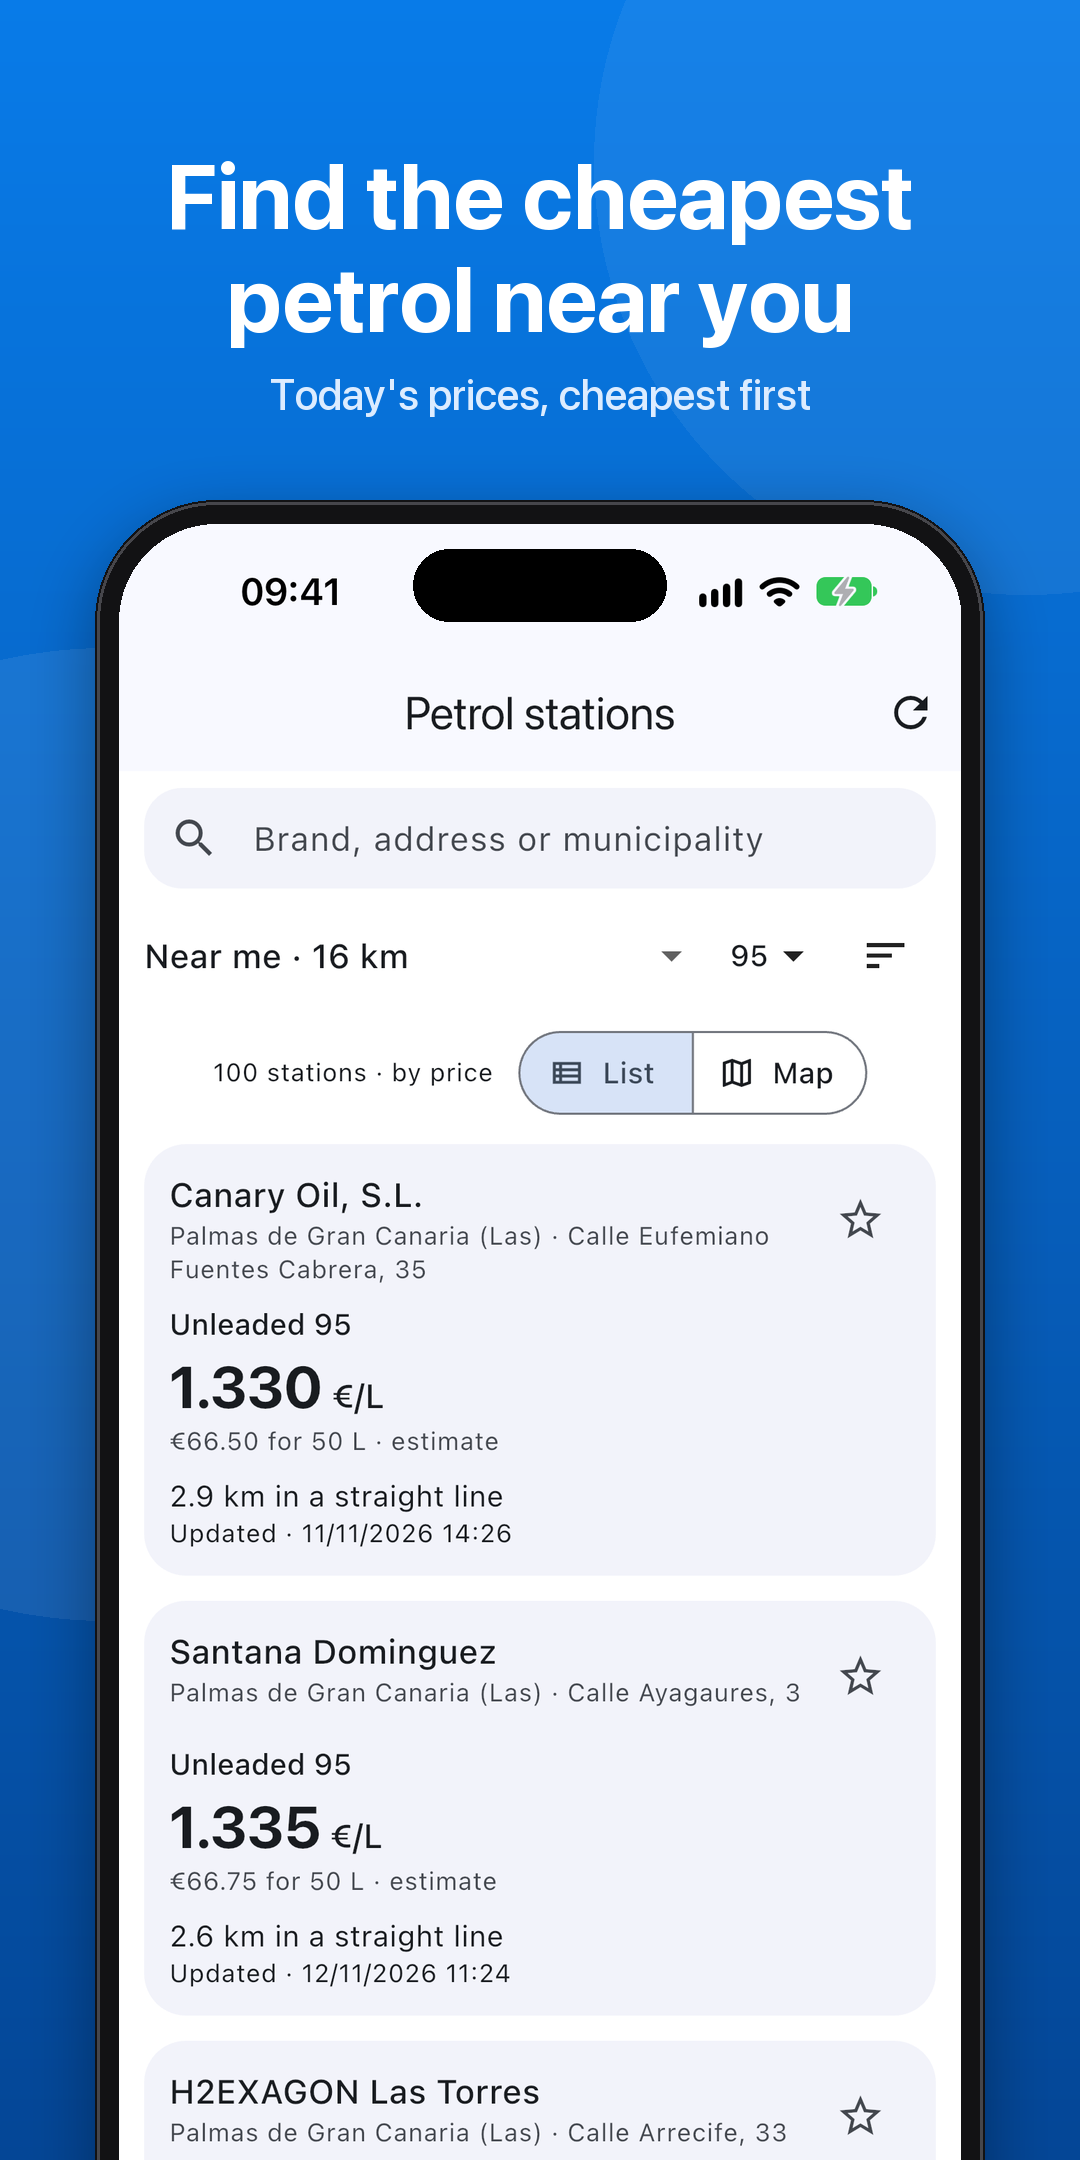 Find the cheapest
petrol near you
Today's prices, cheapest first
09:41
Petrol stations
Brand, address or municipality
Near me · 16 km
95
100 stations · by price
List
Map
Canary Oil, S.L.
Palmas de Gran Canaria (Las) · Calle Eufemiano
Fuentes Cabrera, 35
Unleaded 95
1.330 €/L
€66.50 for 50 L · estimate
2.9 km in a straight line
Updated · 11/11/2026 14:26
Santana Dominguez
Palmas de Gran Canaria (Las) · Calle Ayagaures, 3
Unleaded 95
1.335 €/L
€66.75 for 50 L · estimate
2.6 km in a straight line
Updated · 12/11/2026 11:24
H2EXAGON Las Torres
Palmas de Gran Canaria (Las) · Calle Arrecife, 33